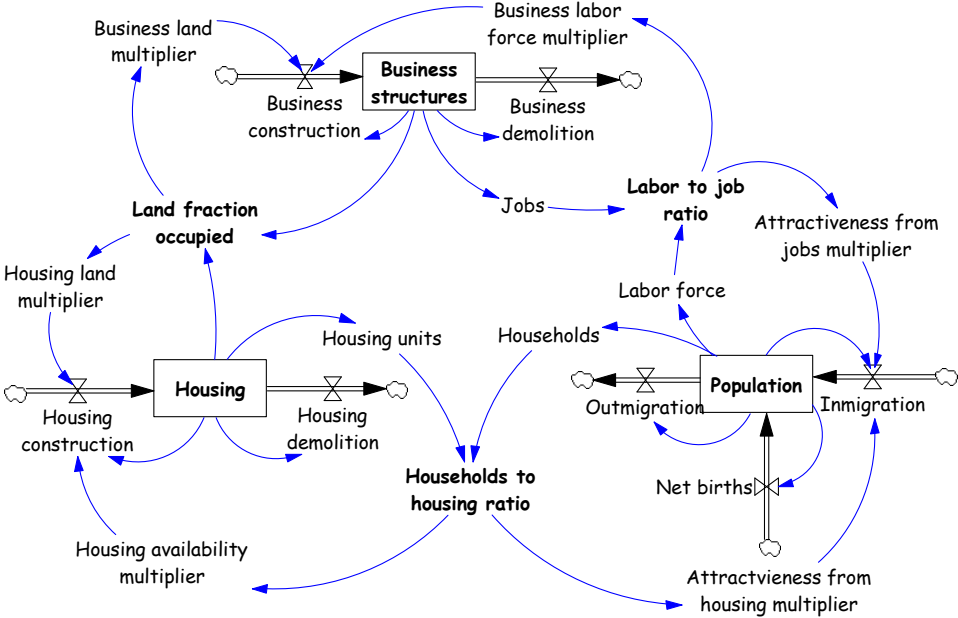 Business land
multiplier
Business labor
force multiplier
Business
structures
Business
construction
Business
demolition
Land fraction
occupied
Jobs
Labor to job
ratio
Attractiveness from
jobs multiplier
Housing land
multiplier
Labor force
Housing units
Households
Housing
Population
Housing
construction
Housing
demolition
Outmigration
Inmigration
Households to
housing ratio
Net births
Housing availability
multiplier
Attractvieness from
housing multiplier